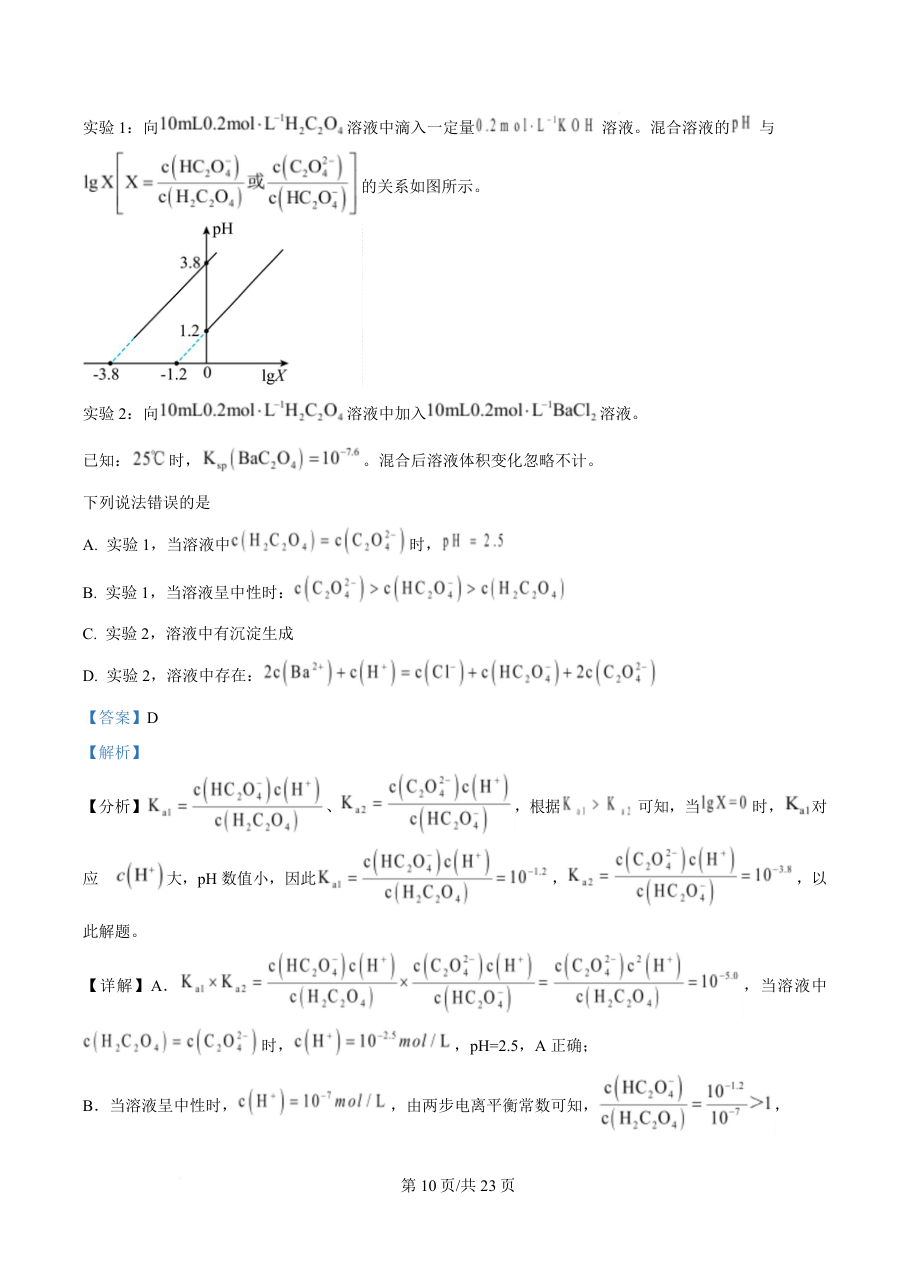 实验 1：向10mL0.2mol·L⁻¹H₂C₂O₄溶液中滴入一定量0.2mol·L⁻¹KOH 溶液。混合溶液的pH 与
lgX[X=c(HC₂O₄⁻)/c(H₂C₂O₄)或c(C₂O₄²⁻)/c(HC₂O₄⁻)]的关系如图所示。
pH
3.8
1.2
-3.8 -1.2 0 lgX
实验 2：向10mL0.2mol·L⁻¹H₂C₂O₄溶液中加入10mL0.2mol·L⁻¹BaCl₂溶液。
已知：25℃时，Ksp(BaC₂O₄)=10⁻⁷·⁶。混合后溶液体积变化忽略不计。
下列说法错误的是
A. 实验 1，当溶液中c(H₂C₂O₄)=c(C₂O₄²⁻)时，pH = 2.5
B. 实验 1，当溶液呈中性时：c(C₂O₄²⁻)>c(HC₂O₄⁻)>c(H₂C₂O₄)
C. 实验 2，溶液中有沉淀生成
D. 实验 2，溶液中存在：2c(Ba²⁺)+c(H⁺)=c(Cl⁻)+c(HC₂O₄⁻)+2c(C₂O₄²⁻)
【答案】D
【解析】
【分析】Ka1=c(HC₂O₄⁻)c(H⁺)/c(H₂C₂O₄)、Ka2=c(C₂O₄²⁻)c(H⁺)/c(HC₂O₄⁻)，根据Ka1 > Ka2 可知，当lgX=0时，Ka1对
应 c(H⁺)大，pH 数值小，因此Ka1=c(HC₂O₄⁻)c(H⁺)/c(H₂C₂O₄)=10⁻¹·²，Ka2=c(C₂O₄²⁻)c(H⁺)/c(HC₂O₄⁻)=10⁻³·⁸，以
此解题。
【详解】A．Ka1×Ka2=c(HC₂O₄⁻)c(H⁺)/c(H₂C₂O₄)×c(C₂O₄²⁻)c(H⁺)/c(HC₂O₄⁻)=c(C₂O₄²⁻)c²(H⁺)/c(H₂C₂O₄)=10⁻⁵·⁰，当溶液中
c(H₂C₂O₄)=c(C₂O₄²⁻)时，c(H⁺)=10⁻²·⁵mol/L，pH=2.5，A 正确；
B．当溶液呈中性时，c(H⁺)=10⁻⁷mol/L，由两步电离平衡常数可知，c(HC₂O₄⁻)/c(H₂C₂O₄)=10⁻¹·²/10⁻⁷>1，
第 10 页/共 23 页